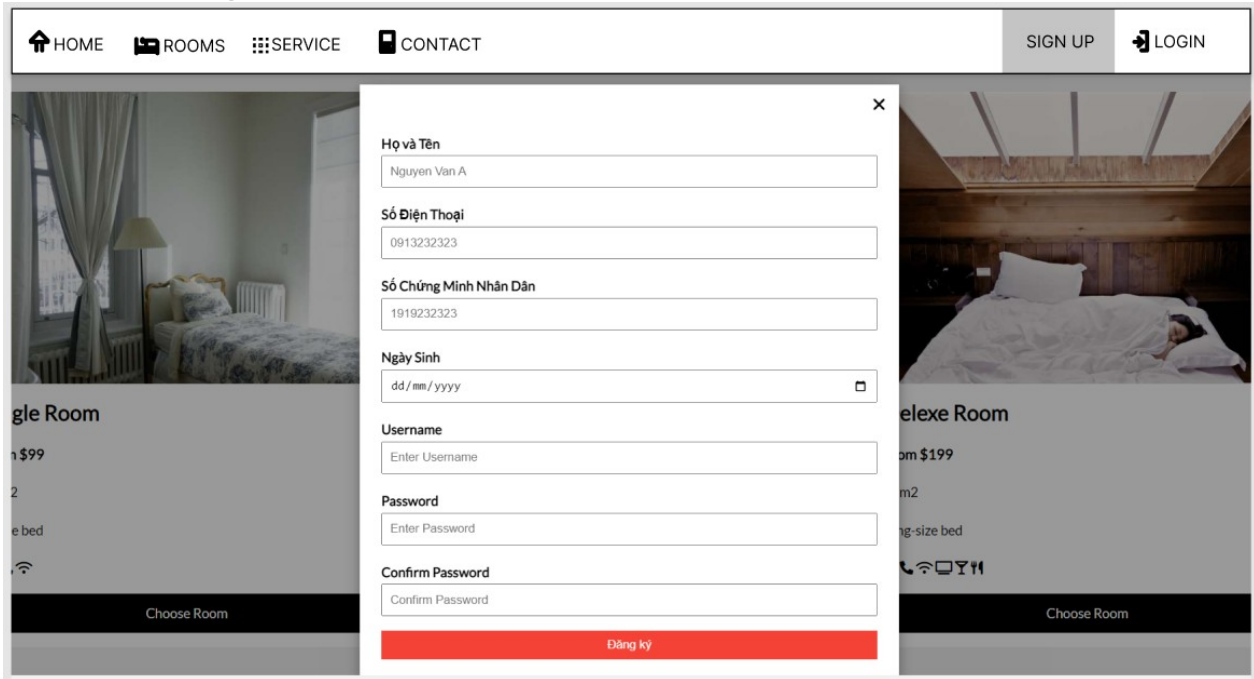 HOME ROOMS SERVICE CONTACT SIGN UP LOGIN
Họ và Tên
Nguyen Van A
Số Điện Thoại
0913232323
Số Chứng Minh Nhân Dân
1919232323
Ngày Sinh
dd/mm/yyyy
Username
Enter Username
Password
Enter Password
Confirm Password
Confirm Password
Đăng ký
gle Room
n $99
2
e bed
Choose Room
elexe Room
om $199
m2
ng-size bed
Choose Room